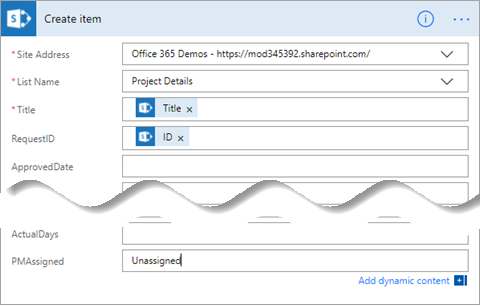 Create item
* Site Address Office 365 Demos - https://mod345392.sharepoint.com/
* List Name Project Details
* Title Title x
RequestID ID x
ApprovedDate
ActualDays
PMAssigned Unassigned
Add dynamic content